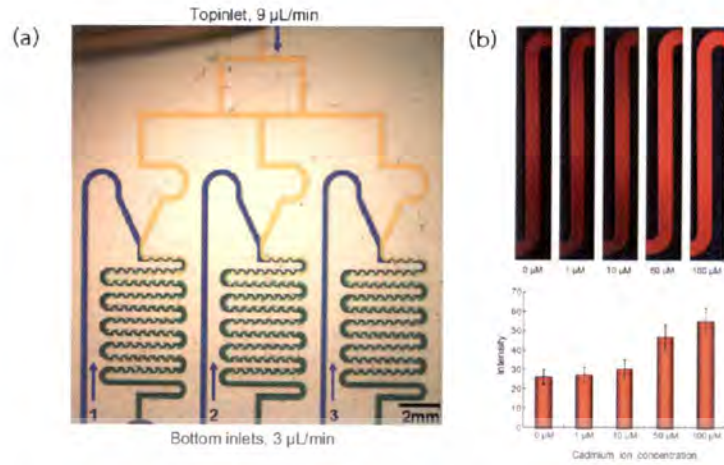 Topinlet, 9 µL/min
(a)
(b)
1
2
3
2mm
Bottom inlets, 3 µL/min
0 µM
1 µM
10 µM
50 µM
100 µM
70
60
50
40
30
20
10
0
Intensity
0 µM
1 µM
10 µM
50 µM
100 µM
Cadmium ion concentration